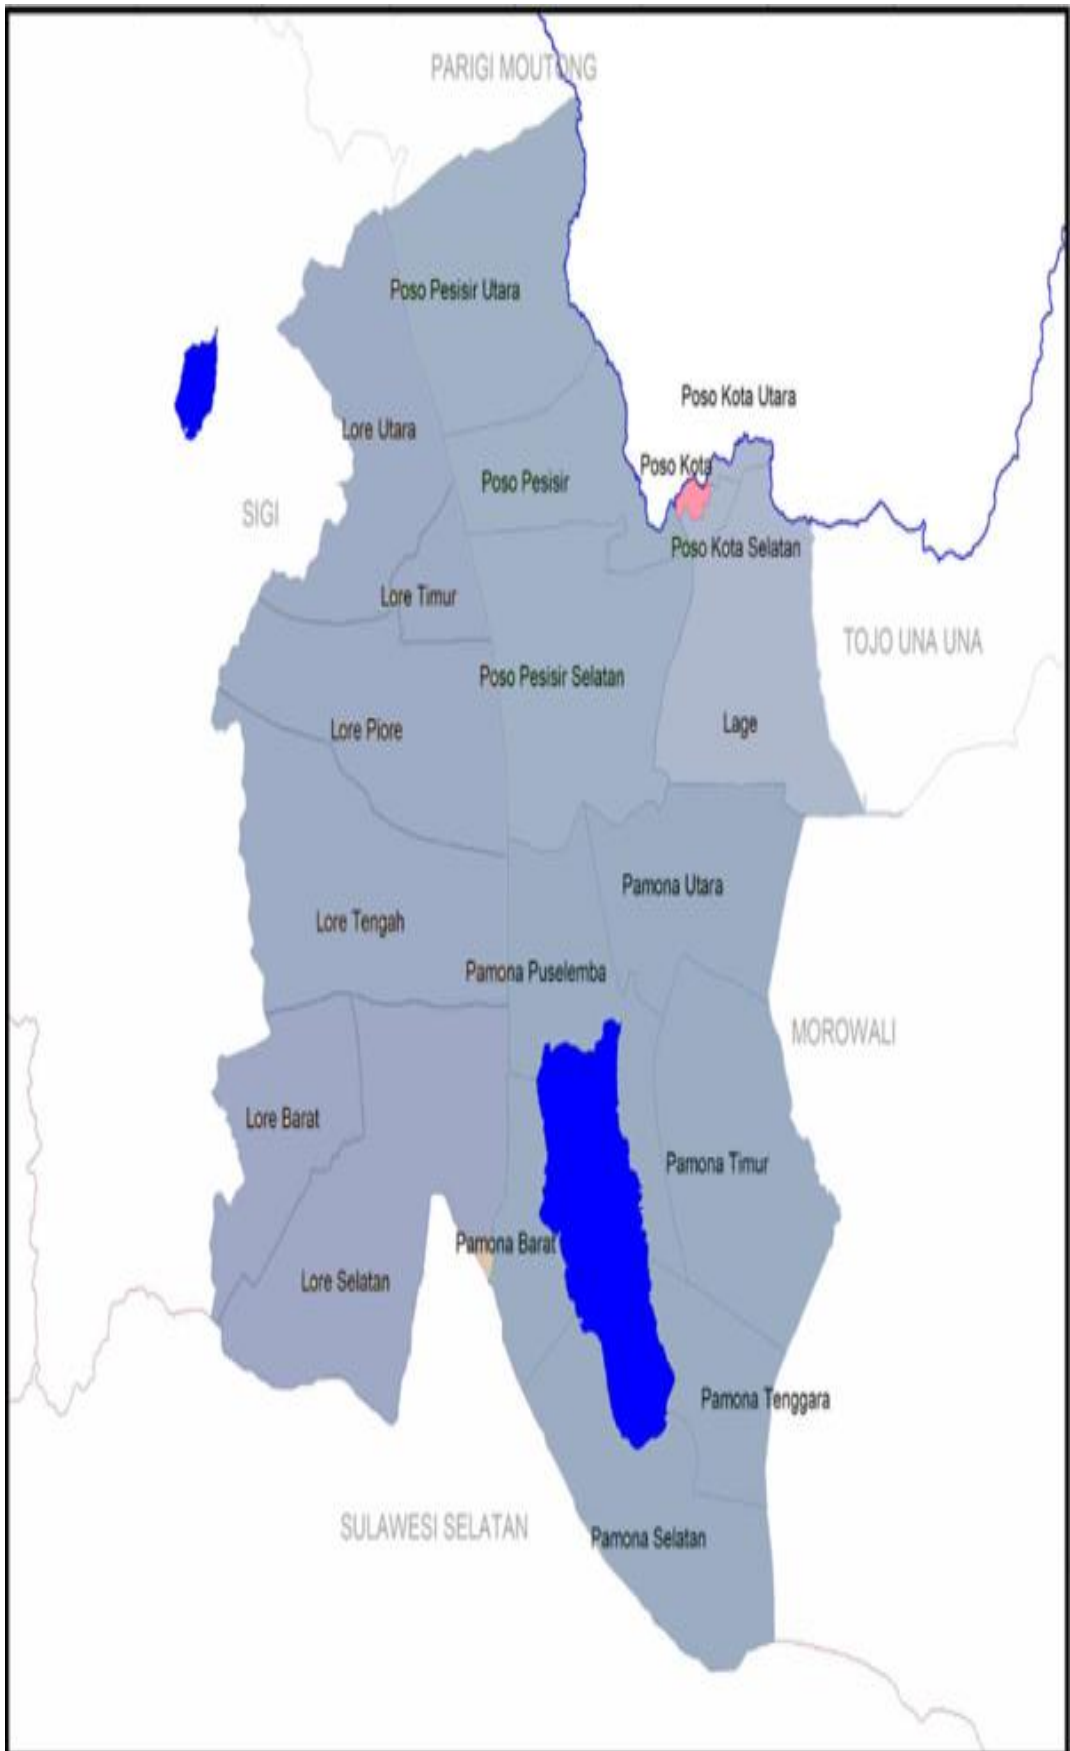 PARIGI MOUTONG
Poso Pesisir Utara
Poso Kota Utara
Lore Utara
Poso Kota
Poso Pesisir
SIGI
Poso Kota Selatan
Lore Timur
TOJO UNA UNA
Poso Pesisir Selatan
Lage
Lore Piore
Pamona Utara
Lore Tengah
Pamona Puselemba
MOROWALI
Lore Barat
Pamona Timur
Pamona Barat
Lore Selatan
Pamona Tenggara
SULAWESI SELATAN
Pamona Selatan